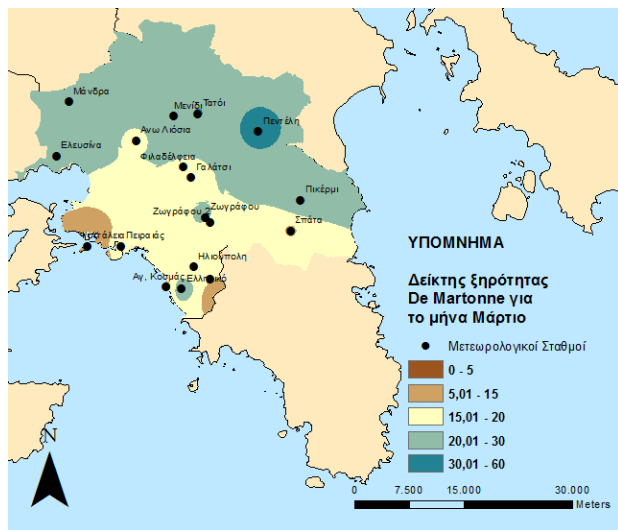 Μάνδρα
Μενίδι
Τατόι
Πεντέλη
Ανω Λιόσια
Ελευσίνα
Φιλαδέλφεια
Γαλάτσι
Πικέρμι
Ζωγράφου 2
Ζωγράφου
Σπάτα
Πειραιάς
Ηλιούπολη
Αγ. Κοσμάς
Ελληνικό
ΥΠΟΜΝΗΜΑ
Δείκτης ξηρότητας
De Martonne για
το μήνα Μάρτιο
Μετεωρολογικοί Σταθμοί
0 - 5
5,01 - 15
15,01 - 20
20,01 - 30
30,01 - 60
N
0 7.500 15.000 30.000
Meters